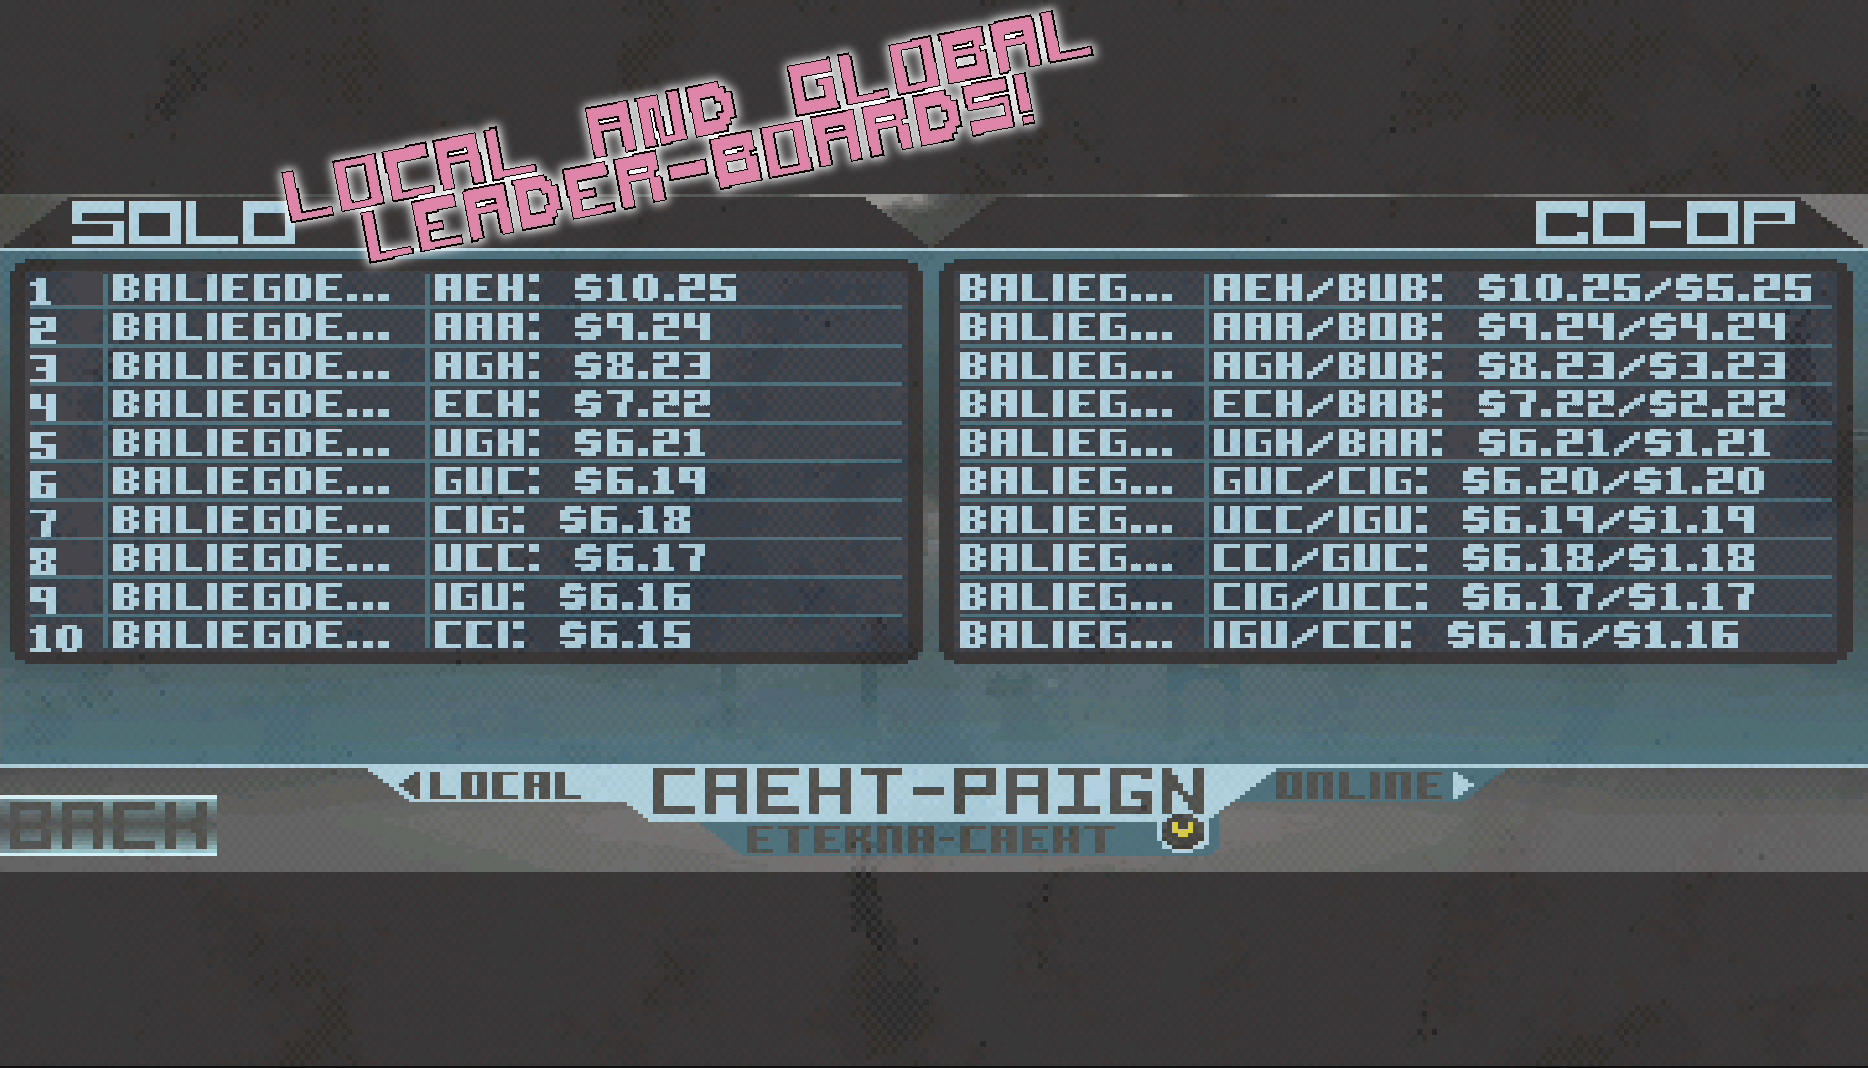 LOCAL AND GLOBAL
LEADER-BOARDS!
SOLO
CO-OP
1 BALIEGDE... AEH: $10.25
2 BALIEGDE... AAA: $9.24
3 BALIEGDE... AGH: $8.23
4 BALIEGDE... ECH: $7.22
5 BALIEGDE... UGH: $6.21
6 BALIEGDE... GUC: $6.19
7 BALIEGDE... CIG: $6.18
8 BALIEGDE... UCC: $6.17
9 BALIEGDE... IGU: $6.16
10 BALIEGDE... CCI: $6.15
BALIEG... AEH/BUB: $10.25/$5.25
BALIEG... AAA/BOB: $9.24/$4.24
BALIEG... AGH/BUB: $8.23/$3.23
BALIEG... ECH/BAB: $7.22/$2.22
BALIEG... UGH/BAA: $6.21/$1.21
BALIEG... GUC/CIG: $6.20/$1.20
BALIEG... UCC/IGU: $6.19/$1.19
BALIEG... CCI/GUC: $6.18/$1.18
BALIEG... CIG/UCC: $6.17/$1.17
BALIEG... IGU/CCI: $6.16/$1.16
LOCAL CAEHT-PAIGN ONLINE
BACK
ETERNA-CAEHT